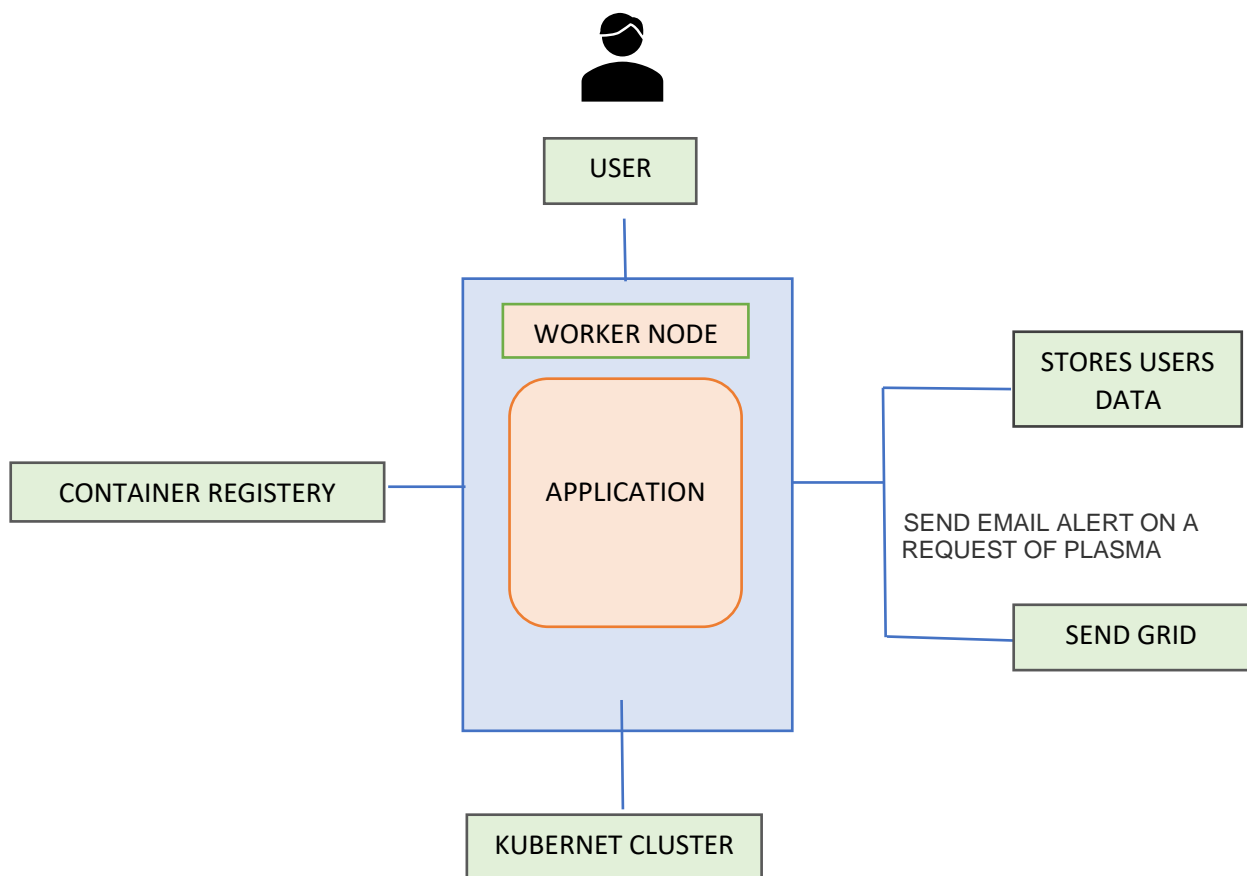 USER
WORKER NODE
STORES USERS
DATA
CONTAINER REGISTERY
APPLICATION
SEND EMAIL ALERT ON A
REQUEST OF PLASMA
SEND GRID
KUBERNET CLUSTER